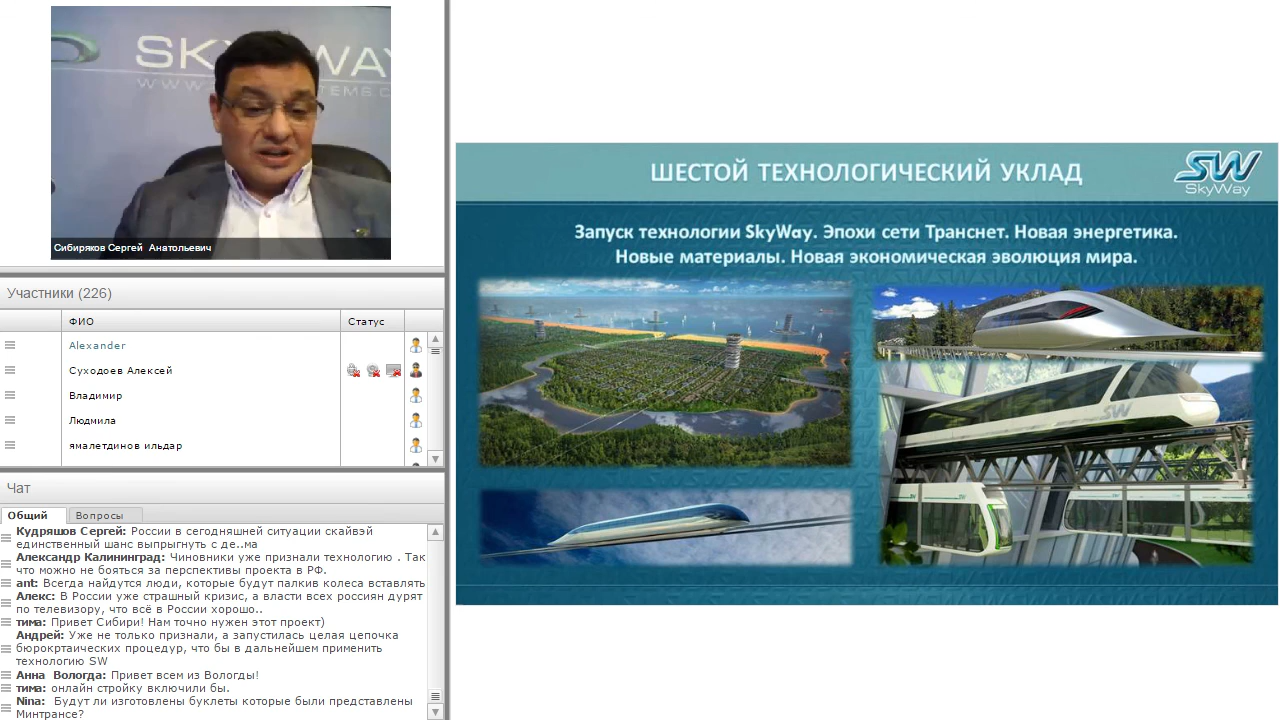 SKYWAY
Сибиряков Сергей Анатольевич
Участники (226)
ФИО
Статус
Alexander
Суходоев Алексей
Владимир
Людмила
ямалетдинов ильдар
Чат
Общий
Вопросы
Кудряшов Сергей: России в сегодняшней ситуации скайвэй
единственный шанс выпрыгнуть с де..ма
Александр Калининград: Чиновники уже признали технологию . Так
что можно не бояться за перспективы проекта в РФ.
ant: Всегда найдутся люди, которые будут палкив колеса вставлять
Алекс: В России уже страшный кризис, а власти всех россиян дурят
по телевизору, что всё в России хорошо..
тима: Привет Сибири! Нам точно нужен этот проект)
Андрей: Уже не только признали, а запустилась целая цепочка
бюрокртаических процедур, что бы в дальнейшем применить
технологию SW
Анна Вологда: Привет всем из Вологды!
тима: онлайн стройку включили бы.
Nina: Будут ли изготовлены буклеты которые были представлены
Минтрансе?
ШЕСТОЙ ТЕХНОЛОГИЧЕСКИЙ УКЛАД
SW
SkyWay
Запуск технологии SkyWay. Эпохи сети Транснет. Новая энергетика.
Новые материалы. Новая экономическая эволюция мира.
SW